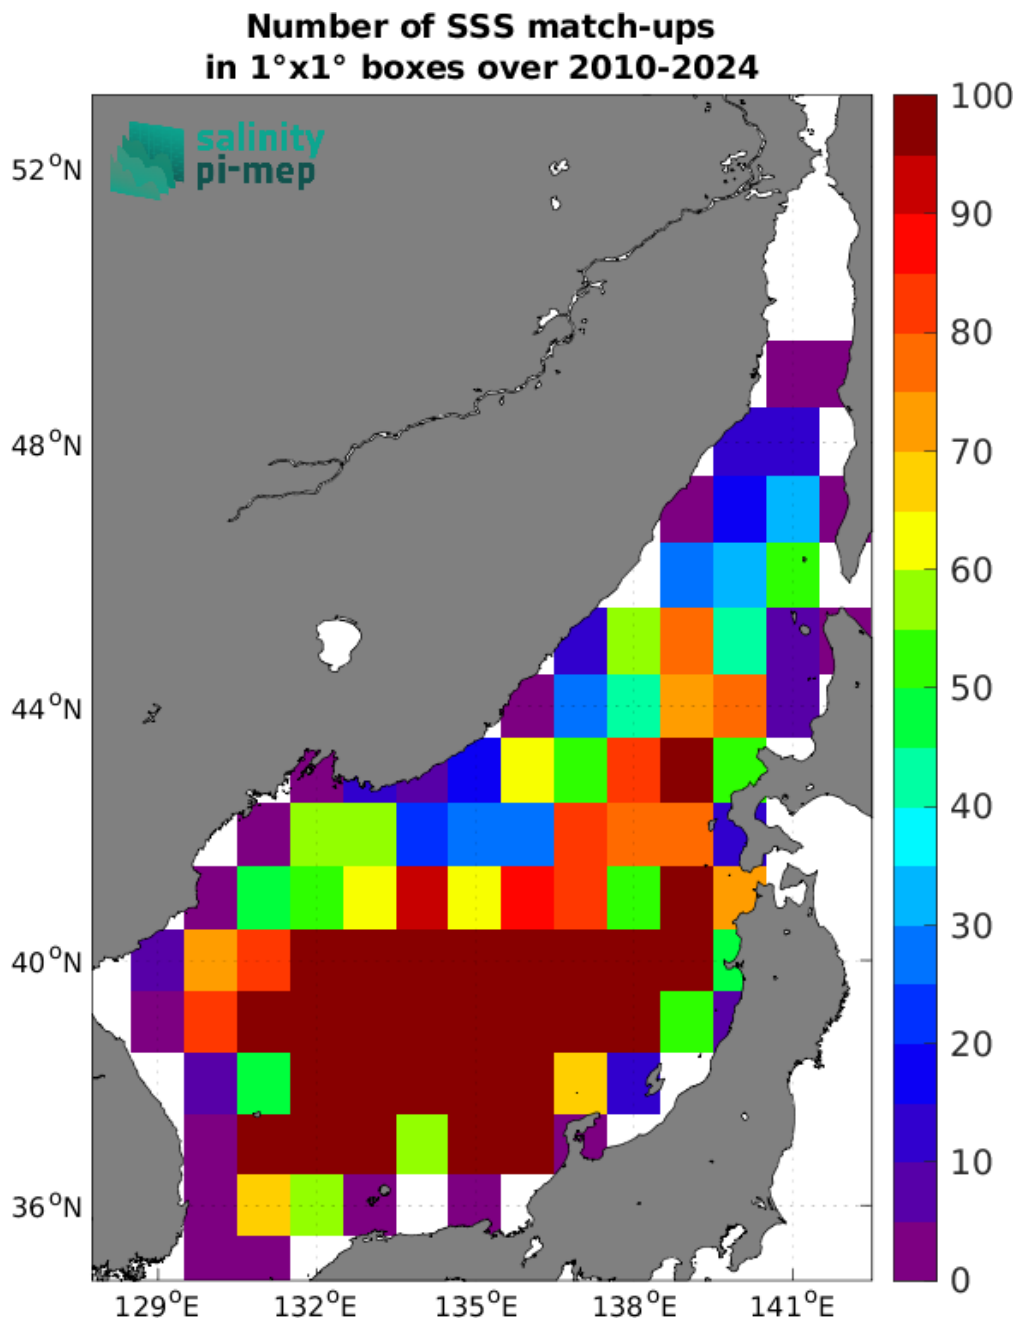 Number of SSS match-ups
in 1°x1° boxes over 2010-2024
salinity
pi-mep
52°N
48°N
44°N
40°N
36°N
129°E 132°E 135°E 138°E 141°E
100
90
80
70
60
50
40
30
20
10
0